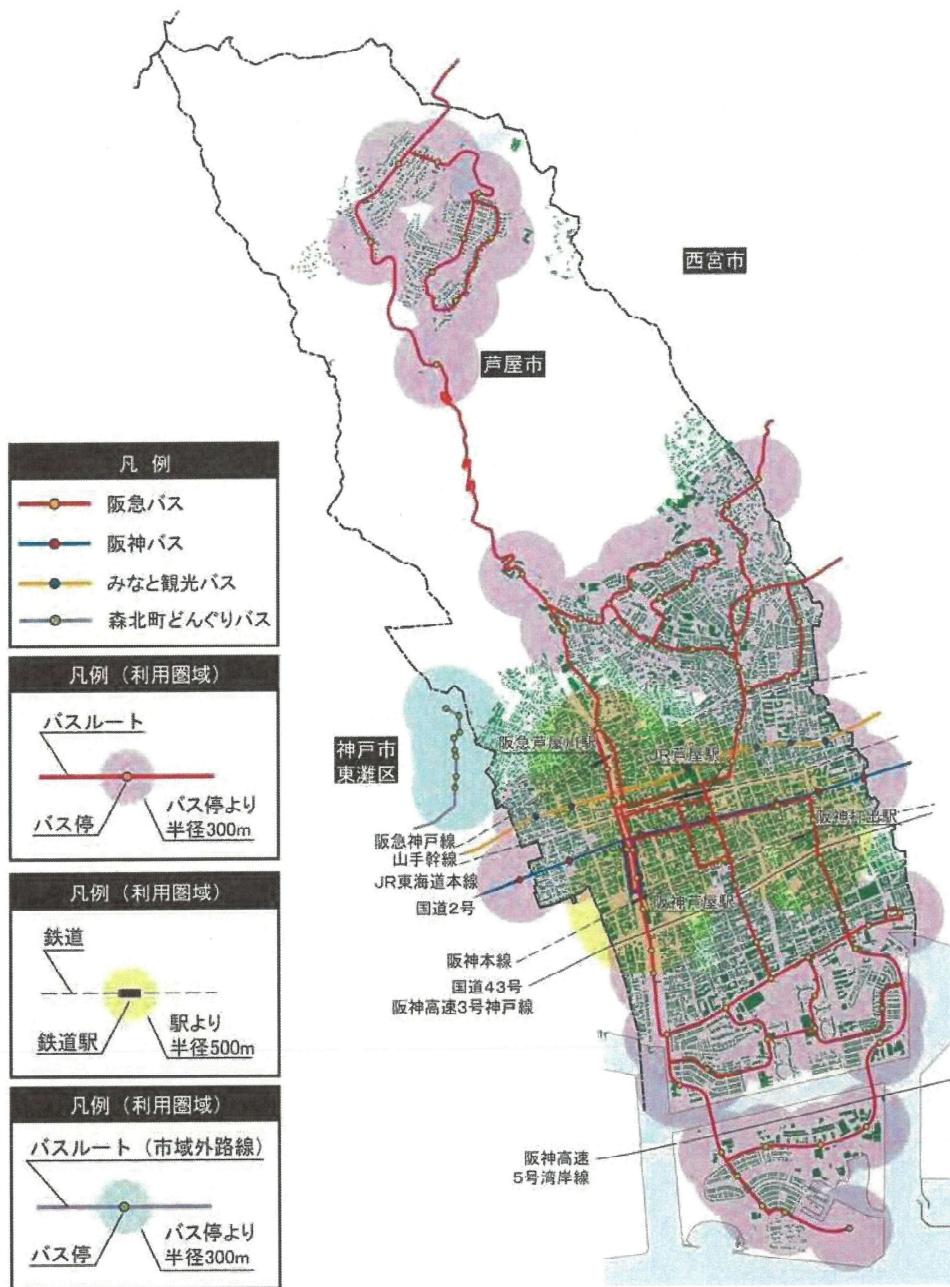 西宮市
芦屋市
凡 例
阪急バス
阪神バス
みなと観光バス
森北町どんぐりバス
凡例（利用圏域）
バスルート
バス停
バス停より
半径300m
凡例（利用圏域）
鉄道
鉄道駅
駅より
半径500m
凡例（利用圏域）
バスルート（市域外路線）
バス停
バス停より
半径300m
神戸市
東灘区
阪急芦屋川駅
JR芦屋駅
阪神打出駅
阪神芦屋駅
阪急神戸線
山手幹線
JR東海道本線
国道2号
阪神本線
国道43号
阪神高速3号神戸線
阪神高速
5号湾岸線